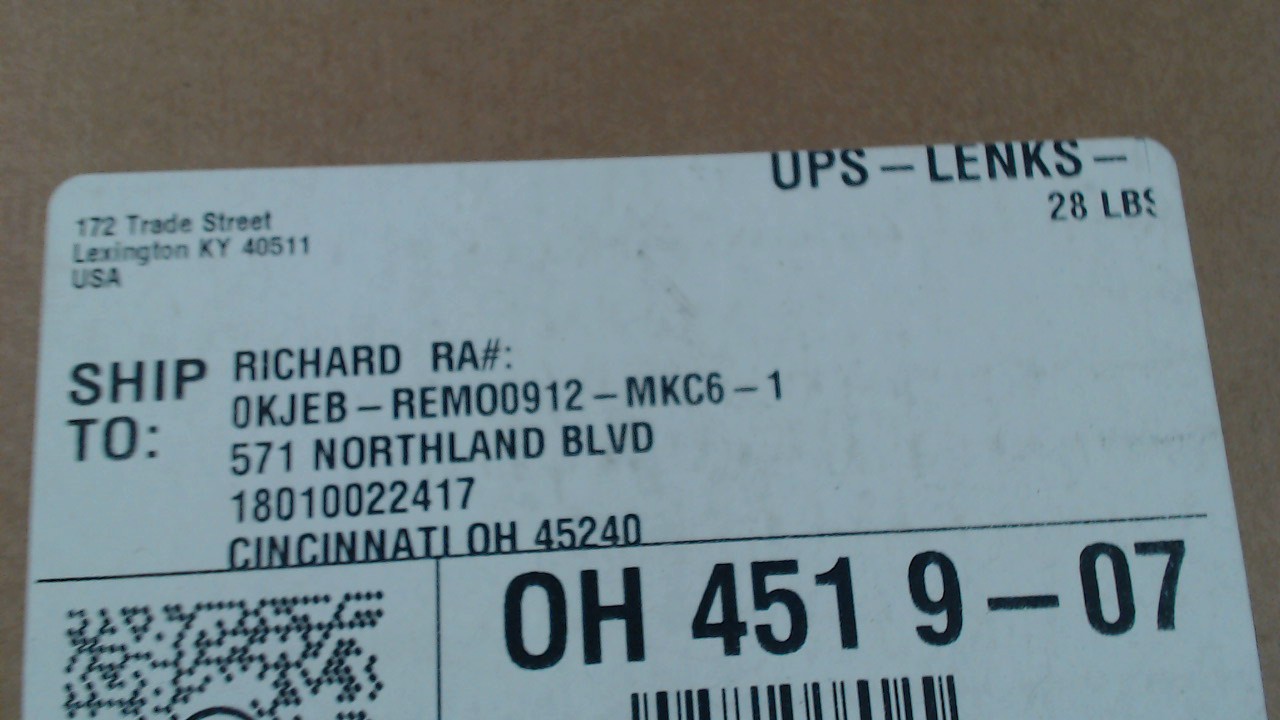 UPS – LENKS –
28 LBS
172 Trade Street
Lexington KY 40511
USA
SHIP TO:
RICHARD RA#:
0KJEB – REMO0912 – MKC6 – 1
571 NORTHLAND BLVD
18010022417
CINCINNATI OH 45240
OH 451 9 – 07